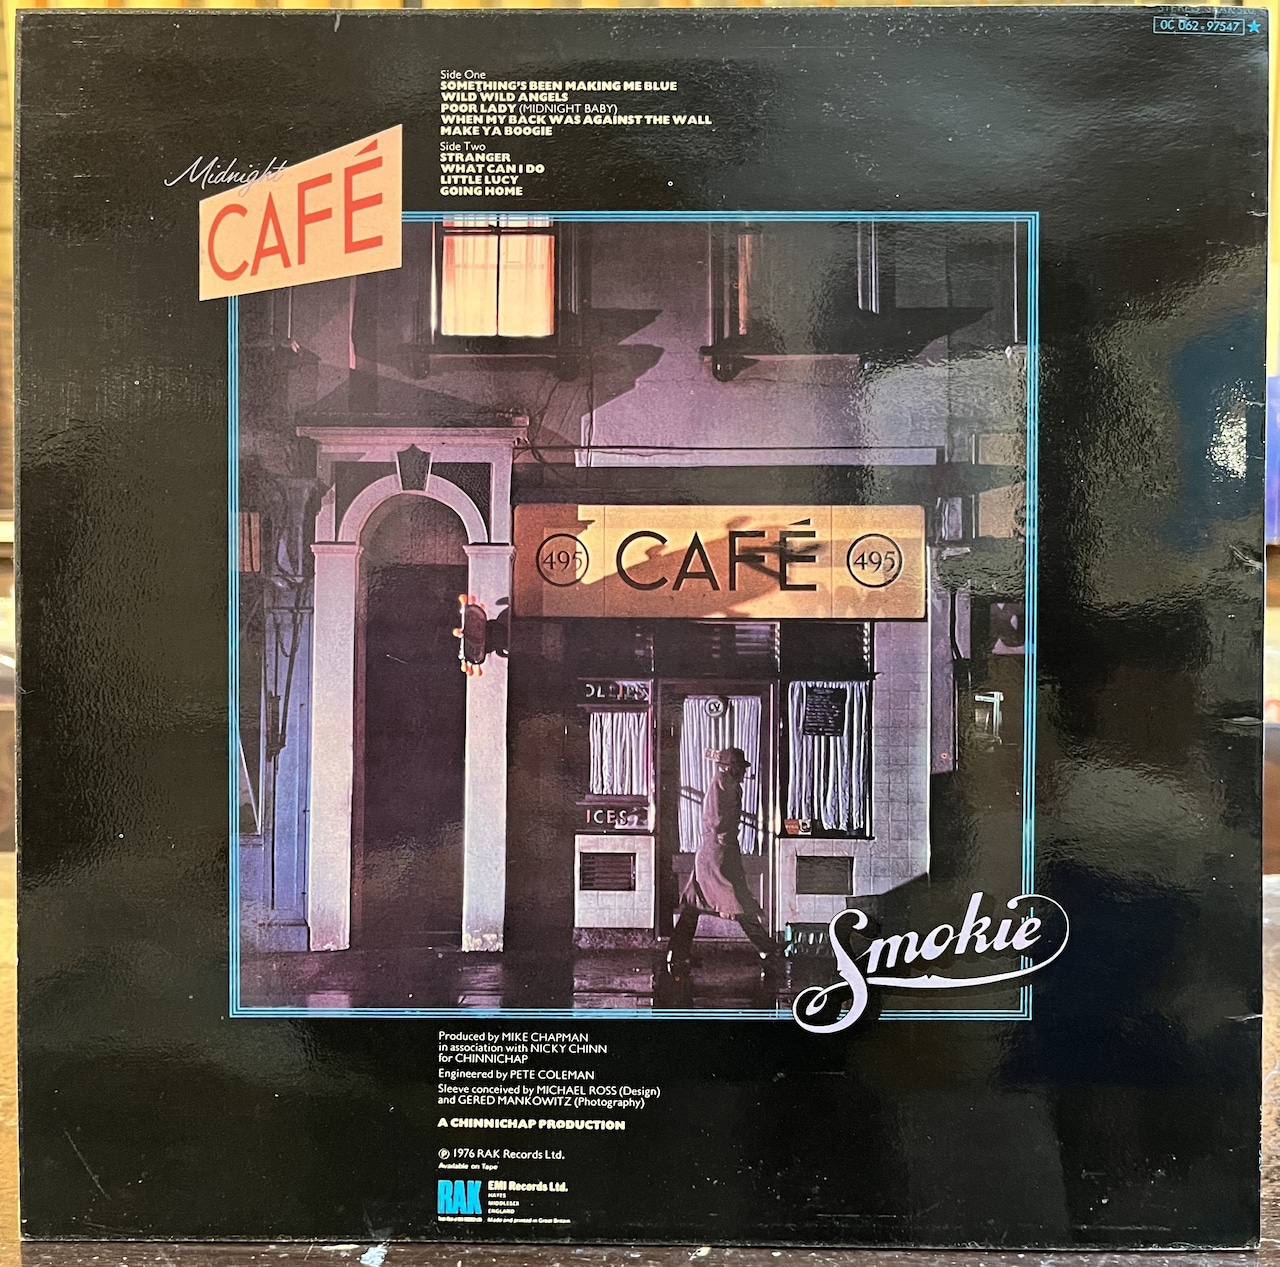 OC 062-97547 ★
Side One
SOMETHING'S BEEN MAKING ME BLUE
WILD WILD ANGELS
POOR LADY (MIDNIGHT BABY)
WHEN MY BACK WAS AGAINST THE WALL
MAKE YA BOOGIE
Side Two
STRANGER
WHAT CAN I DO
LITTLE LUCY
GOING HOME
Midnight
CAFÉ
495 CAFÉ 495
OLLIES
ICES
Smokie
Produced by MIKE CHAPMAN
in association with NICKY CHINN
for CHINNICHAP
Engineered by PETE COLEMAN
Sleeve conceived by MICHAEL ROSS (Design)
and GERED MANKOWITZ (Photography)
A CHINNICHAP PRODUCTION
℗ 1976 RAK Records Ltd.
Available on Tape
RAK
EMI Records Ltd.
HAYES
MIDDLESEX
ENGLAND
Made and printed in Great Britain